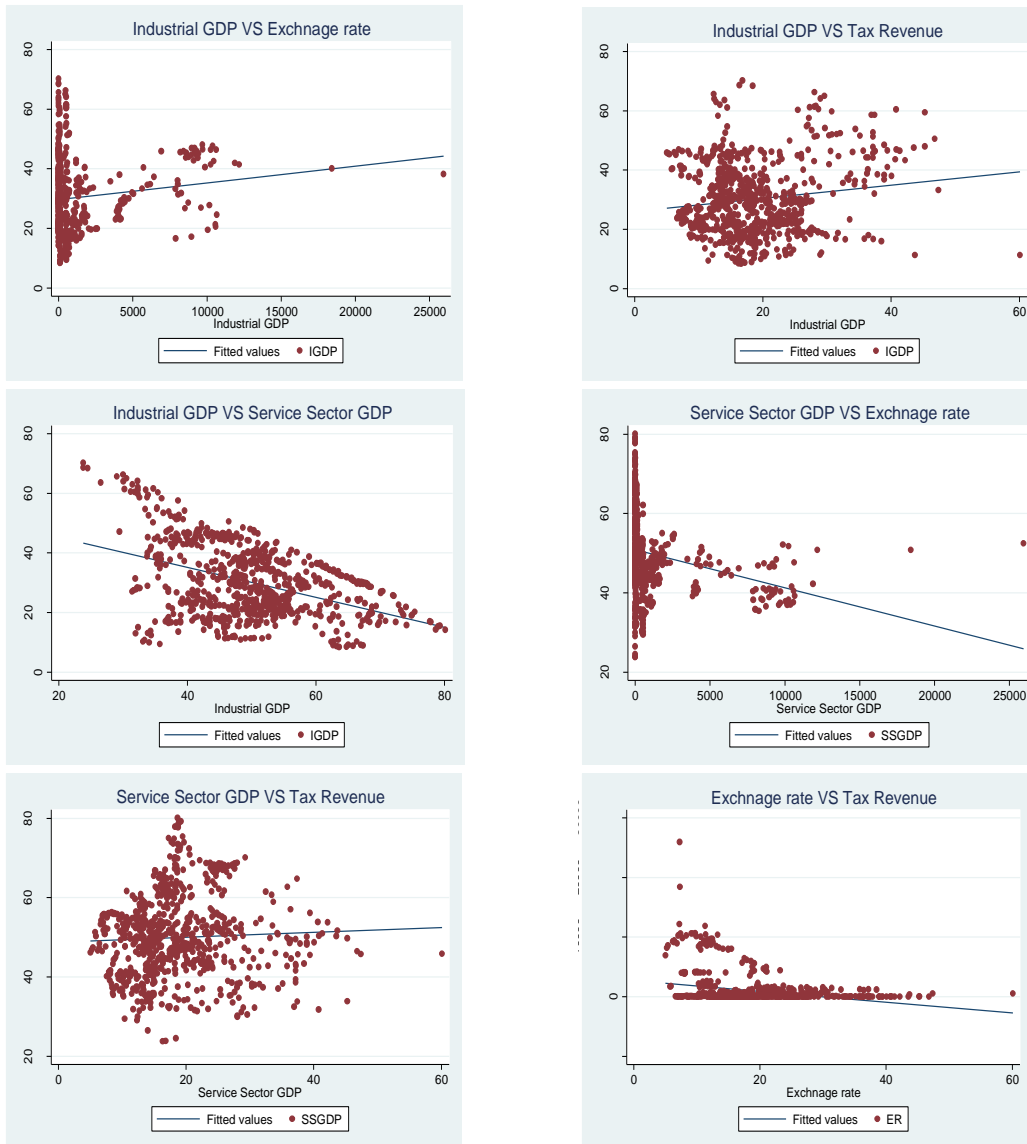 Industrial GDP VS Exchnage rate
80
60
40
20
0
0 5000 10000 15000 20000 25000
Industrial GDP
Fitted values IGDP
Industrial GDP VS Tax Revenue
80
60
40
20
0
0 20 40 60
Industrial GDP
Fitted values IGDP
Industrial GDP VS Service Sector GDP
80
60
40
20
0
20 40 60 80
Industrial GDP
Fitted values IGDP
Service Sector GDP VS Exchnage rate
80
60
40
20
0 5000 10000 15000 20000 25000
Service Sector GDP
Fitted values SSGDP
Service Sector GDP VS Tax Revenue
80
60
40
20
0 20 40 60
Service Sector GDP
Fitted values SSGDP
Exchnage rate VS Tax Revenue
0
0 20 40 60
Exchnage rate
Fitted values ER